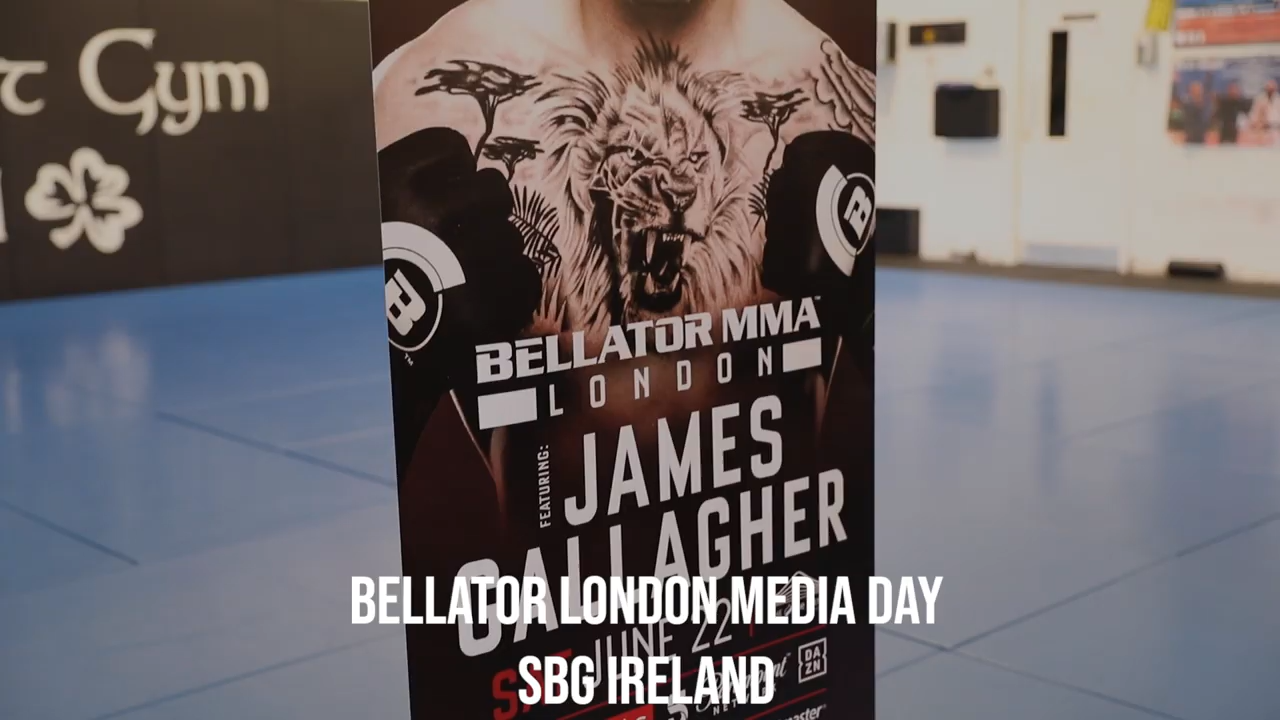 Gym
B
B
BELLATOR MMA
LONDON
FEATURING:
JAMES
GALLAGHER
JUNE 22
BELLATOR LONDON MEDIA DAY
SBG IRELAND
DAZN